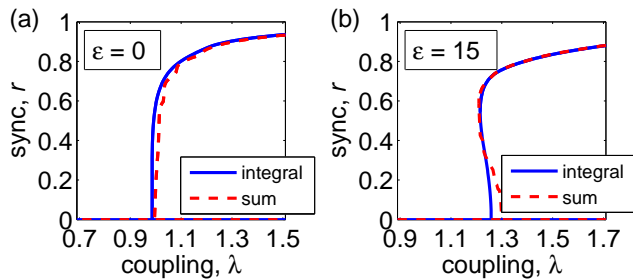 (a)
ε = 0
sync, r
1
0.8
0.6
0.4
0.2
0
integral
sum
0.7 0.9 1.1 1.3 1.5
coupling, λ
(b)
ε = 15
sync, r
1
0.8
0.6
0.4
0.2
0
integral
sum
0.9 1.1 1.3 1.5 1.7
coupling, λ